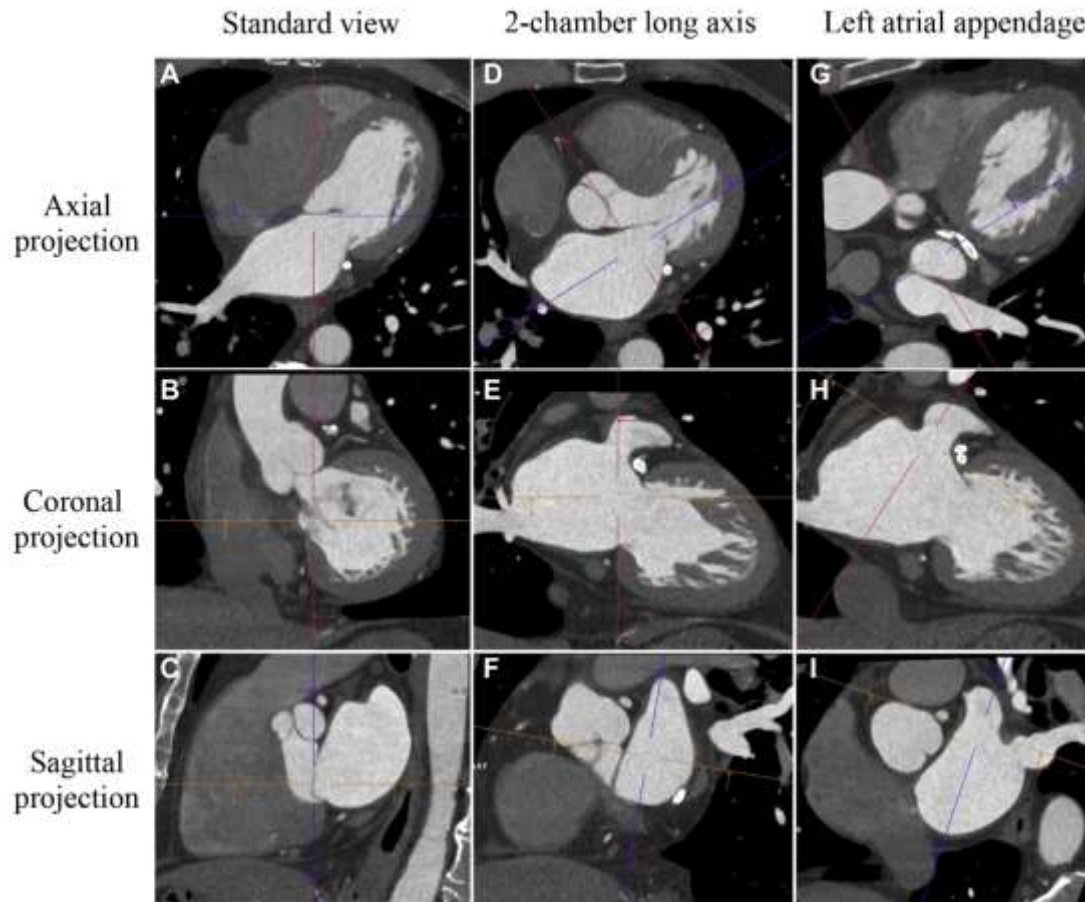 Standard view
2-chamber long axis
Left atrial appendage
A
D
G
Axial
projection
B
E
H
Coronal
projection
C
F
I
Sagittal
projection